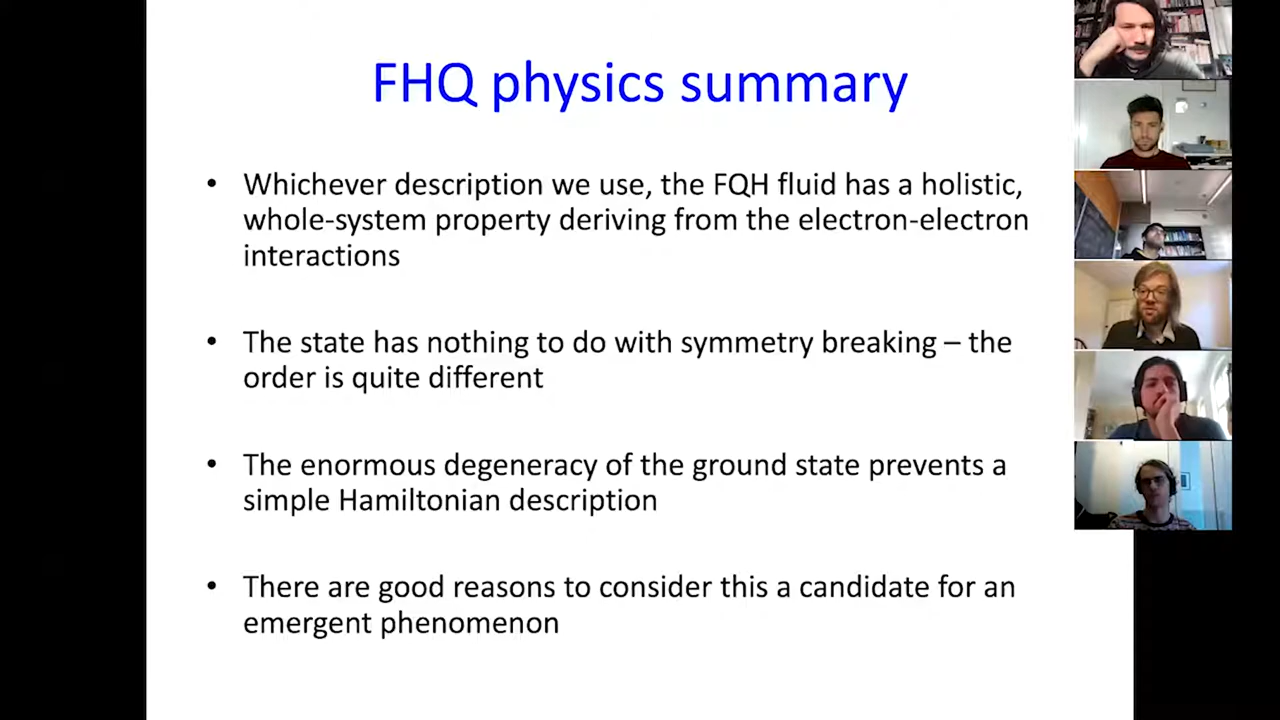 FHQ physics summary
• Whichever description we use, the FQH fluid has a holistic,
whole-system property deriving from the electron-electron
interactions
• The state has nothing to do with symmetry breaking – the
order is quite different
• The enormous degeneracy of the ground state prevents a
simple Hamiltonian description
• There are good reasons to consider this a candidate for an
emergent phenomenon